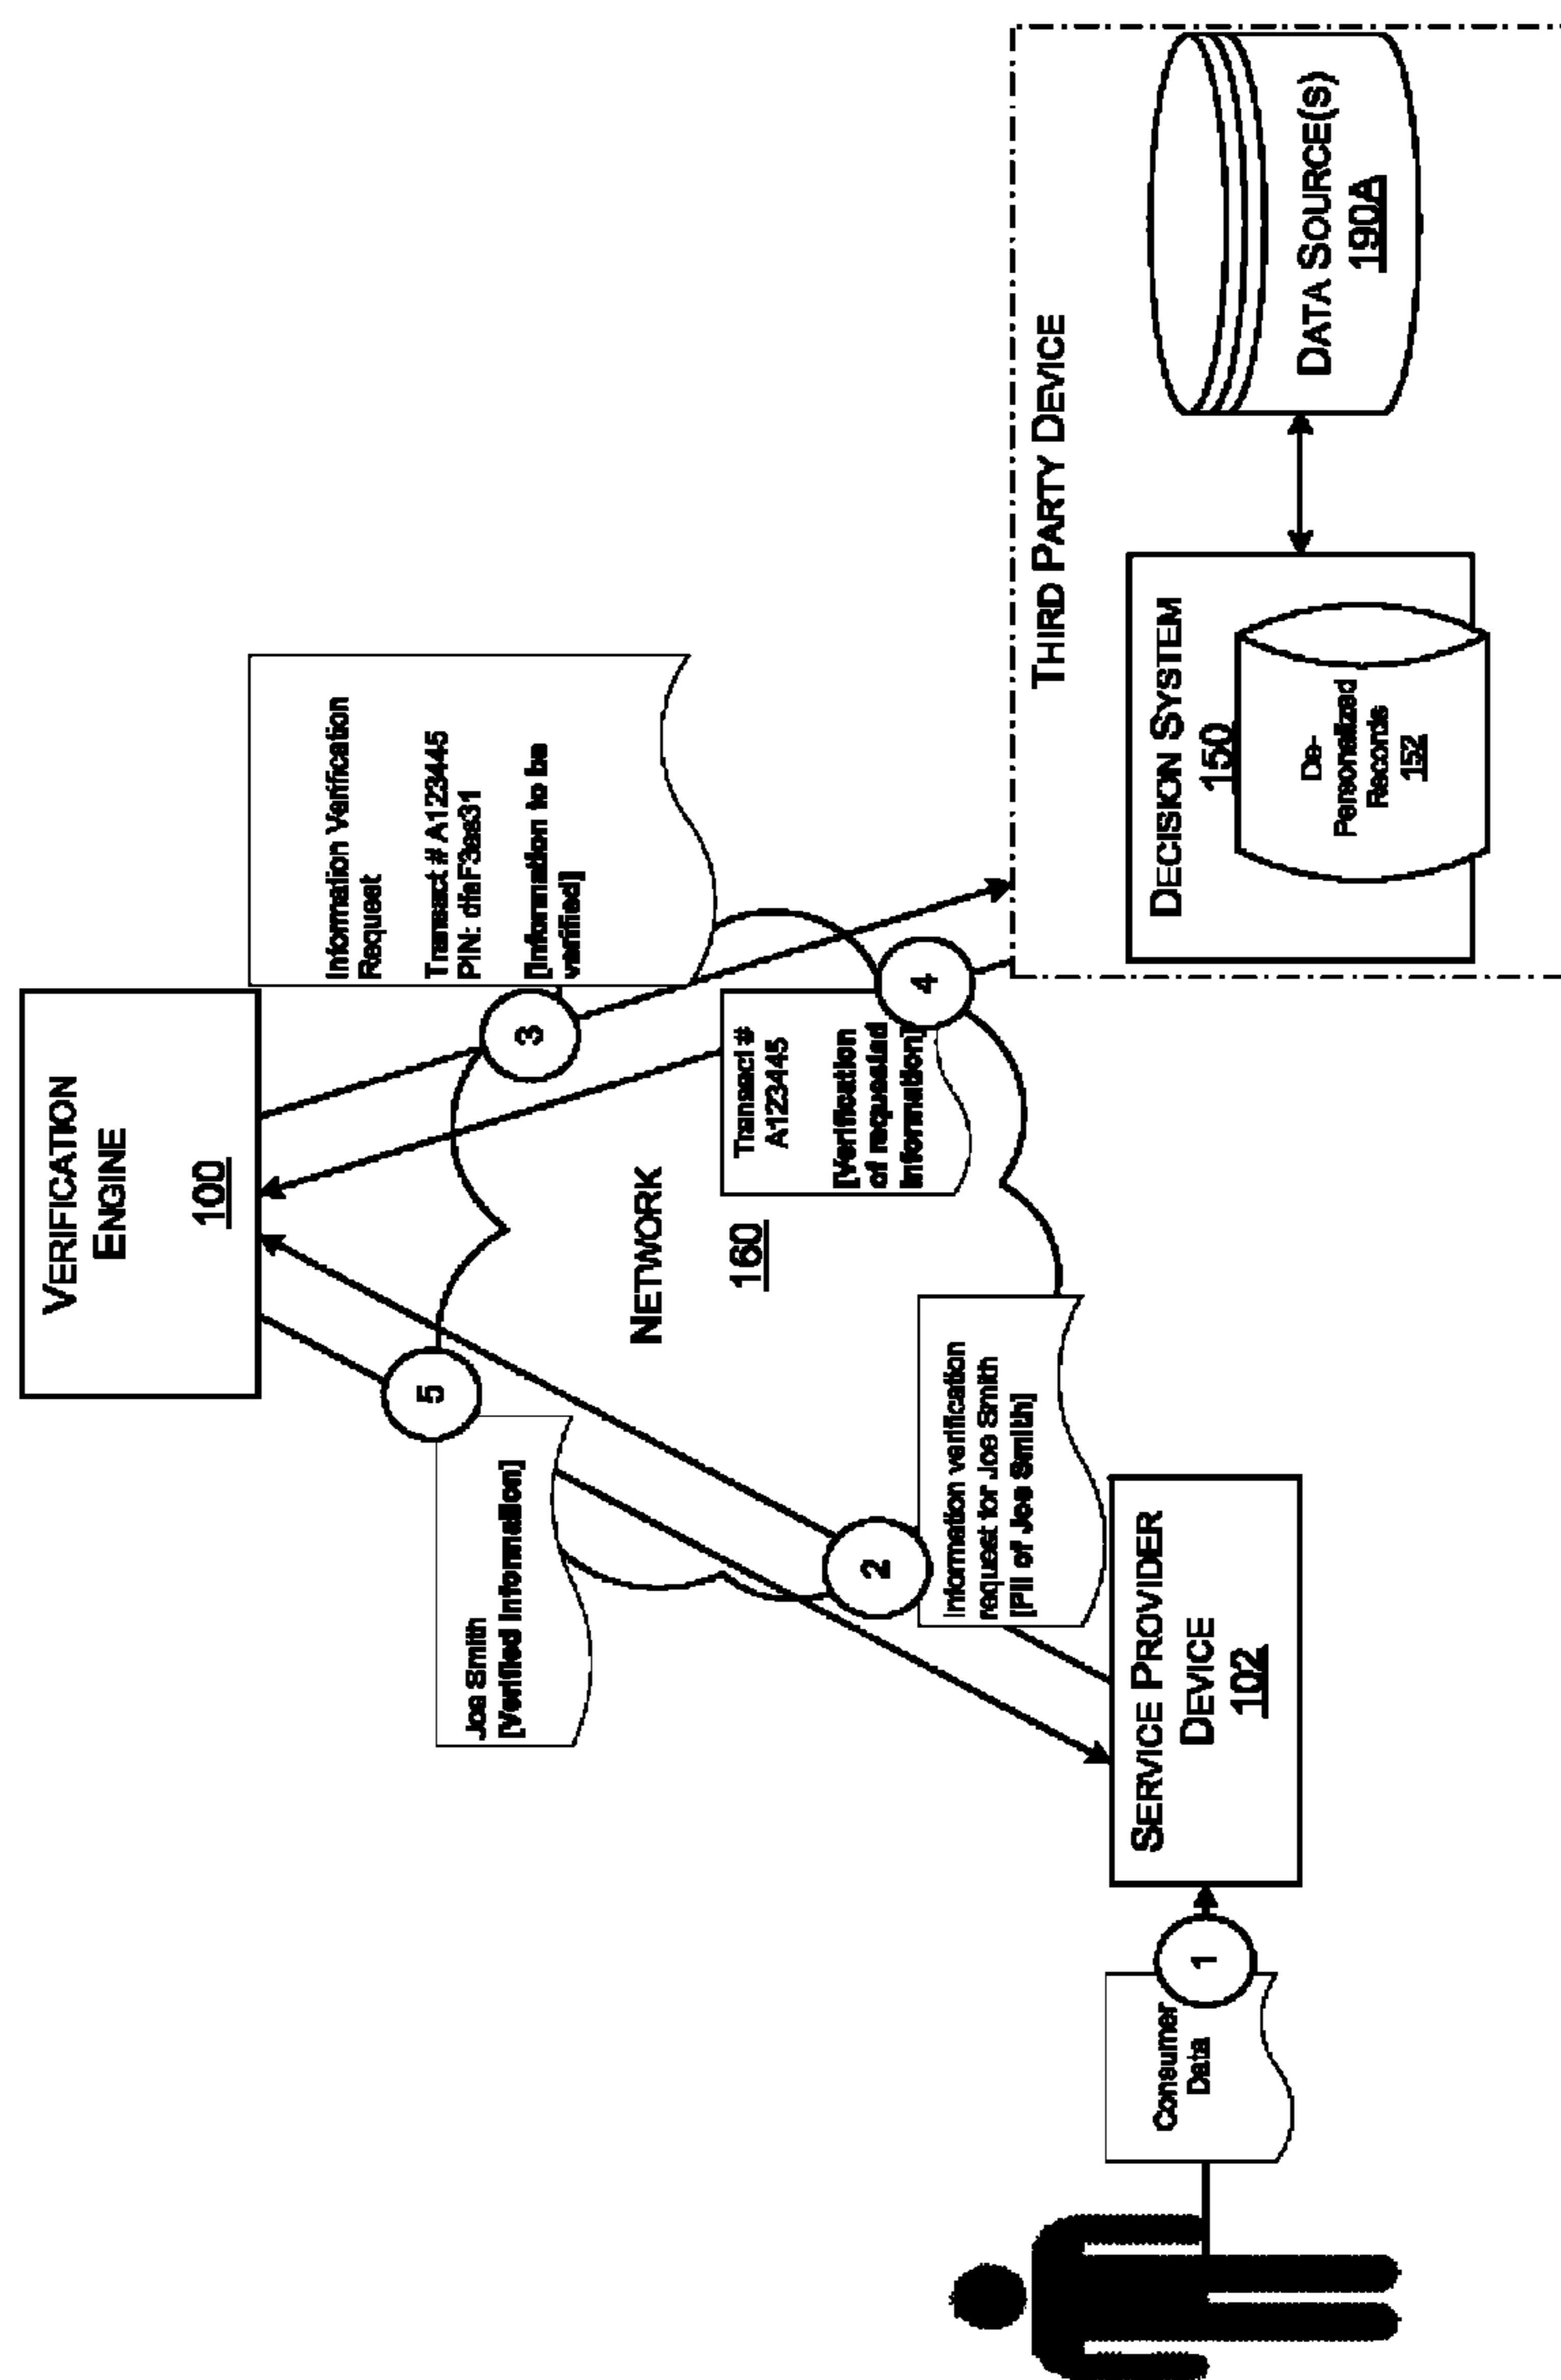 VERIFICATION
ENGINE
100
Information Verification
Request
Transact # A123445
[Information to be
verified]
3
5
Joe Smith
[Verified Information]
NETWORK
160
Transact #
A123445
[Verification
of requested
information]
4
2
Information verification
request for Joe Smith
[PII of Joe Smith]
Consumer
Data
1
SERVICE PROVIDER
DEVICE
102
THIRD PARTY DEVICE
DECISION SYSTEM
150
De-
Personalized
Records
152
DATA SOURCE(S)
190A